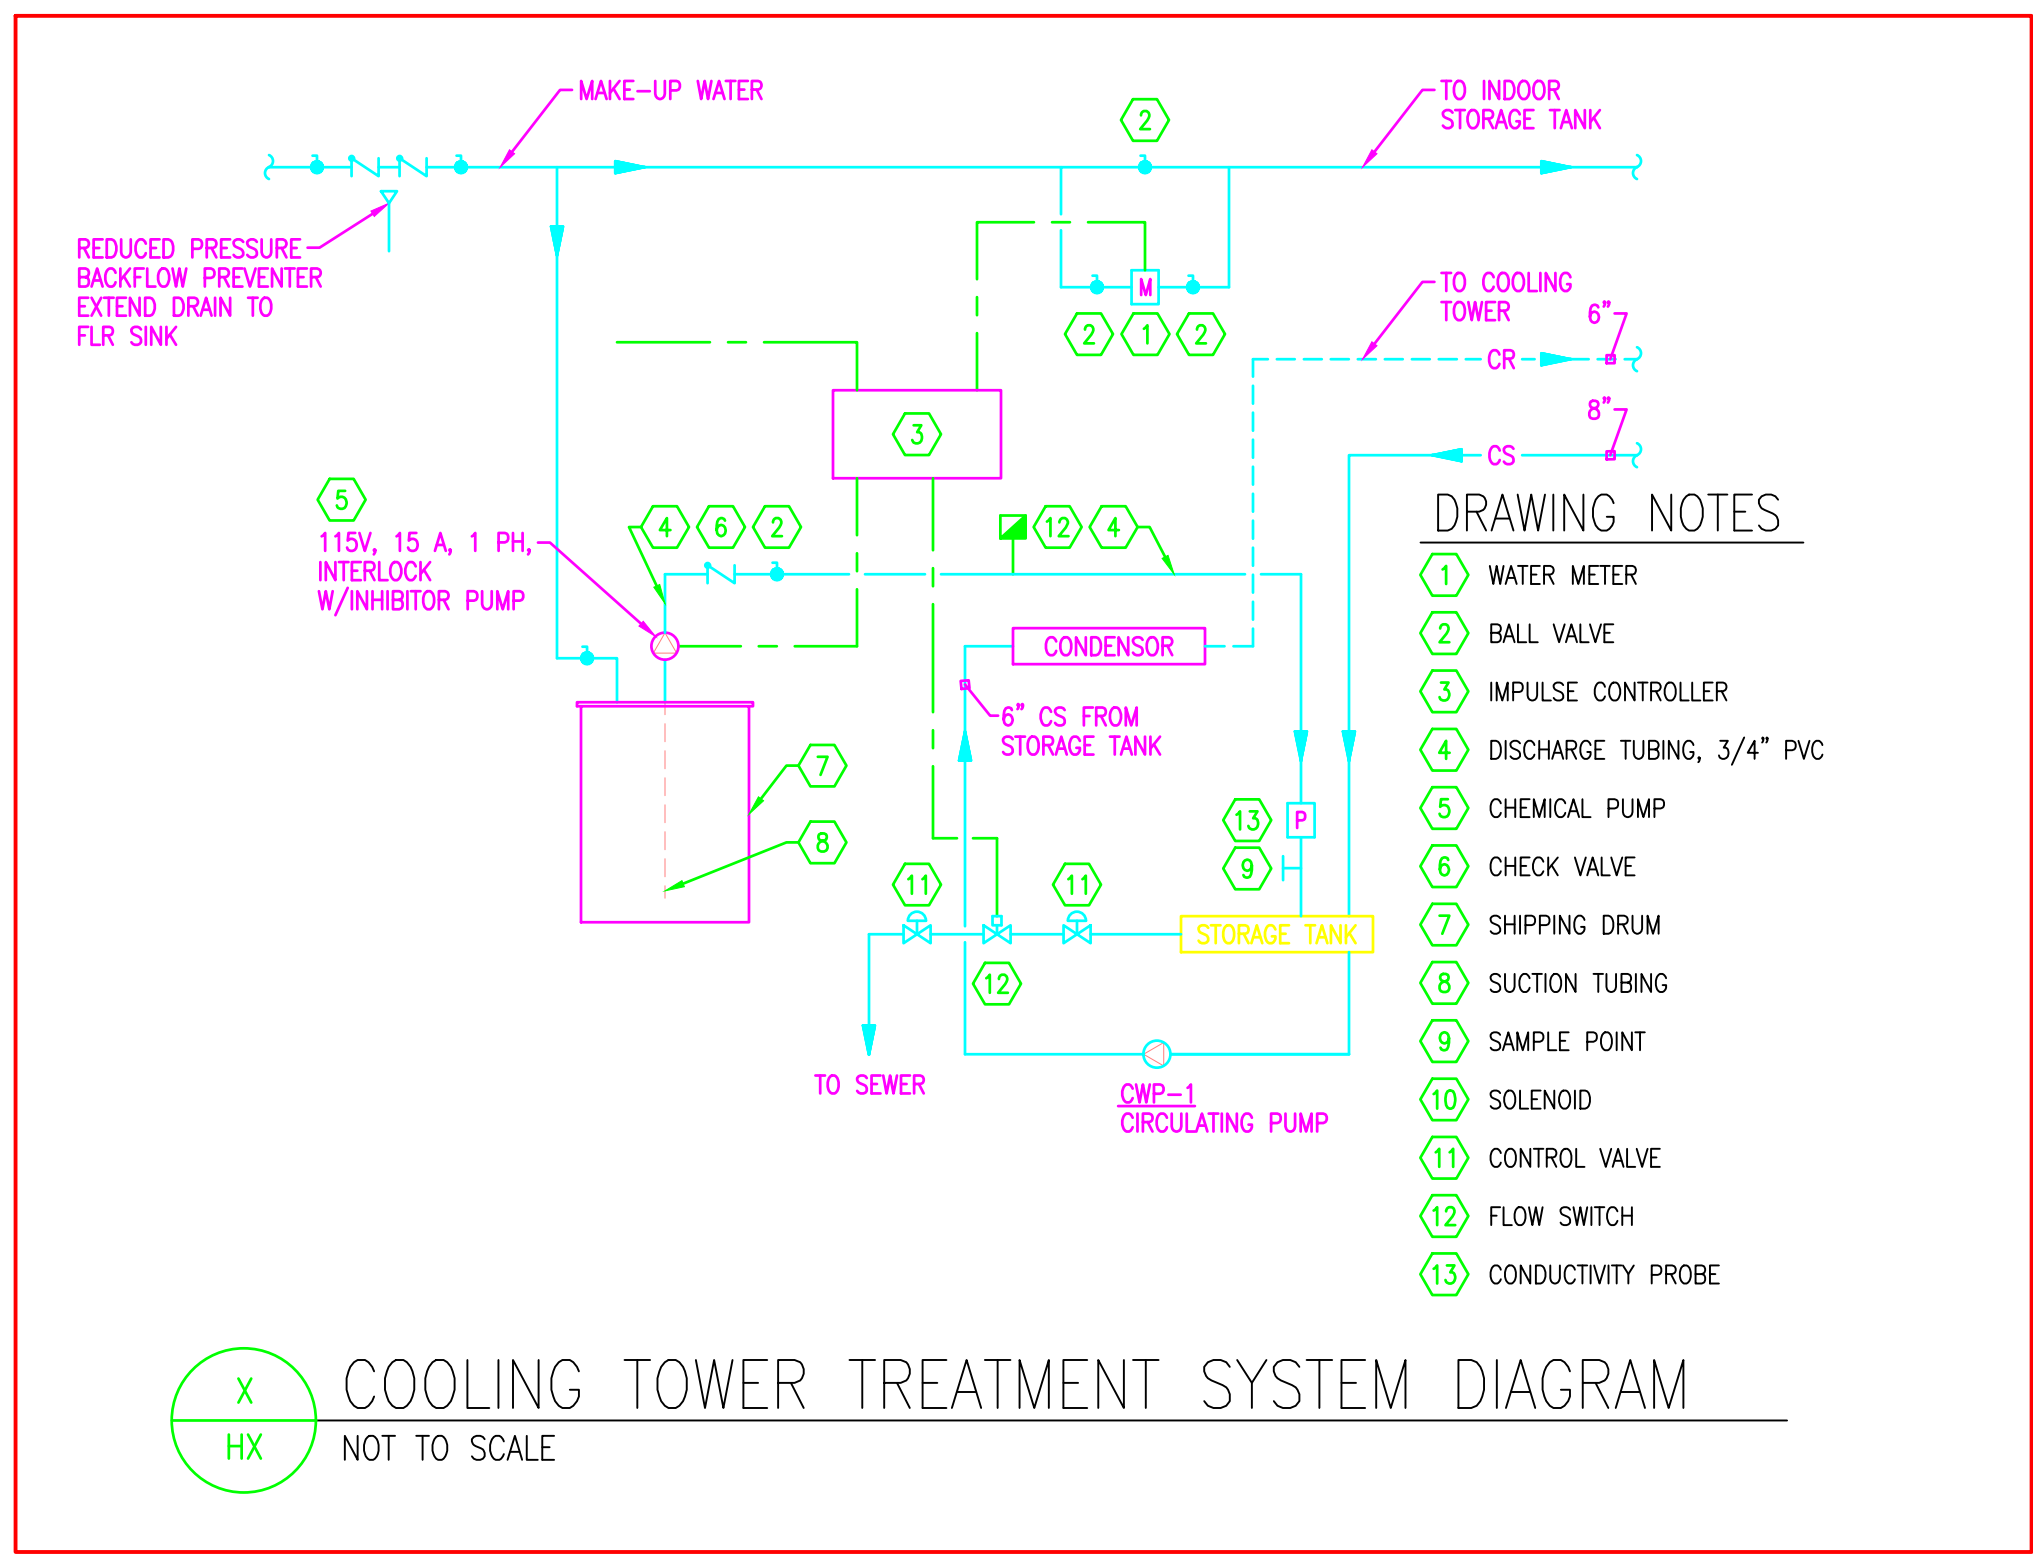 MAKE-UP WATER
TO INDOOR
STORAGE TANK
2
REDUCED PRESSURE
BACKFLOW PREVENTER
EXTEND DRAIN TO
FLR SINK
M
2 1 2
TO COOLING
TOWER
6"
CR
8"
CS
3
5
115V, 15 A, 1 PH,
INTERLOCK
W/INHIBITOR PUMP
4 6 2
12 4
CONDENSOR
6" CS FROM
STORAGE TANK
7
8
13
P
9
11
11
STORAGE TANK
12
TO SEWER
CWP-1
CIRCULATING PUMP
DRAWING NOTES
1 WATER METER
2 BALL VALVE
3 IMPULSE CONTROLLER
4 DISCHARGE TUBING, 3/4" PVC
5 CHEMICAL PUMP
6 CHECK VALVE
7 SHIPPING DRUM
8 SUCTION TUBING
9 SAMPLE POINT
10 SOLENOID
11 CONTROL VALVE
12 FLOW SWITCH
13 CONDUCTIVITY PROBE
X
HX
COOLING TOWER TREATMENT SYSTEM DIAGRAM
NOT TO SCALE